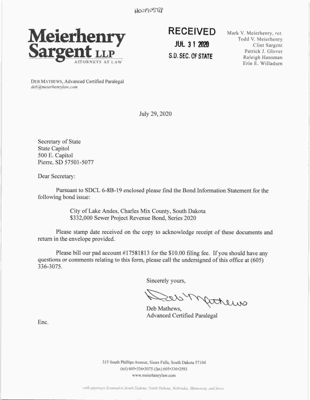 Meierhenry
Sargent LLP
ATTORNEYS AT LAW
RECEIVED
JUL 31 2020
S.D. SEC. OF STATE
Mark V. Meierhenry, ret.
Todd V. Meierhenry
Clint Sargent
Patrick J. Glover
Raleigh Hansman
Erin E. Willadsen
DEB MATHEWS, Advanced Certified Paralegal
deb@meierhenrylaw.com
July 29, 2020
Secretary of State
State Capitol
500 E. Capitol
Pierre, SD 57501-5077
Dear Secretary:
Pursuant to SDCL 6-8B-19 enclosed please find the Bond Information Statement for the
following bond issue:
City of Lake Andes, Charles Mix County, South Dakota
$332,000 Sewer Project Revenue Bond, Series 2020
Please stamp date received on the copy to acknowledge receipt of these documents and
return in the envelope provided.
Please bill our pad account #17581813 for the $10.00 filing fee. If you should have any
questions or comments relating to this form, please call the undersigned of this office at (605)
336-3075.
Sincerely yours,
Deb Mathews
Deb Mathews,
Advanced Certified Paralegal
Enc.
315 South Phillips Avenue, Sioux Falls, South Dakota 57104
(tel) 605•336•3075 (fax) 605•336•2593
www.meierhenrylaw.com
with attorneys licensed in South Dakota, North Dakota, Nebraska, Minnesota, and Iowa